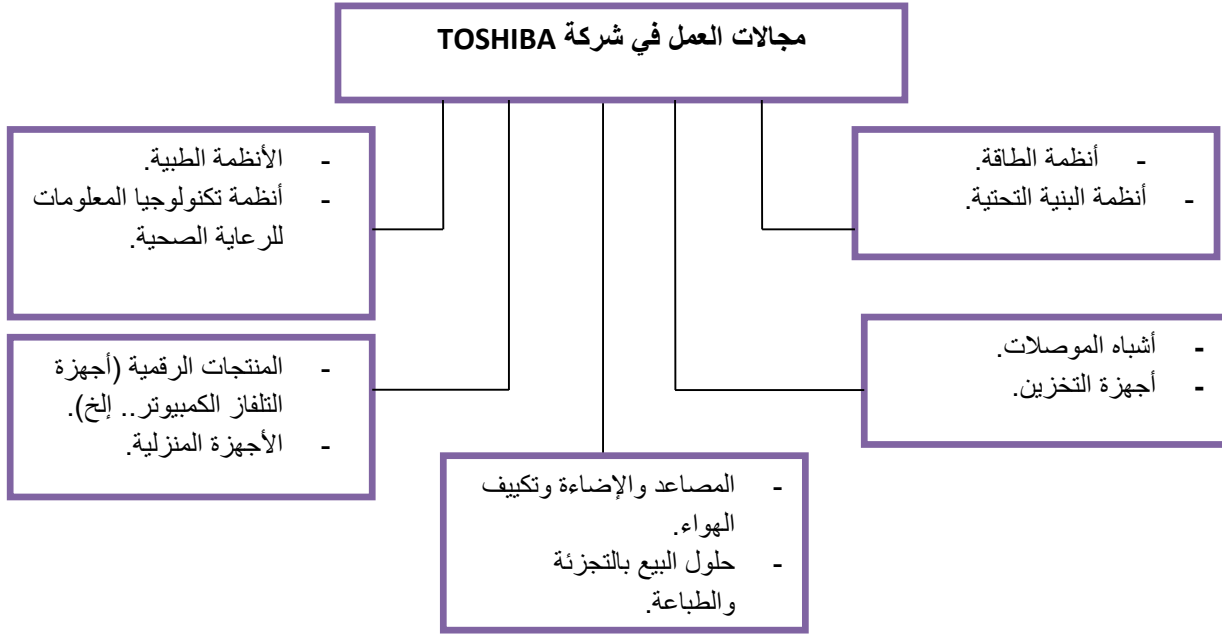 مجالات العمل في شركة TOSHIBA
- أنظمة الطاقة.
- أنظمة البنية التحتية.
- الأنظمة الطبية.
- أنظمة تكنولوجيا المعلومات
للرعاية الصحية.
- أشباه الموصلات.
- أجهزة التخزين.
- المنتجات الرقمية (أجهزة
التلفاز الكمبيوتر.. إلخ).
- الأجهزة المنزلية.
- المصاعد والإضاءة وتكييف
الهواء.
- حلول البيع بالتجزئة
والطباعة.